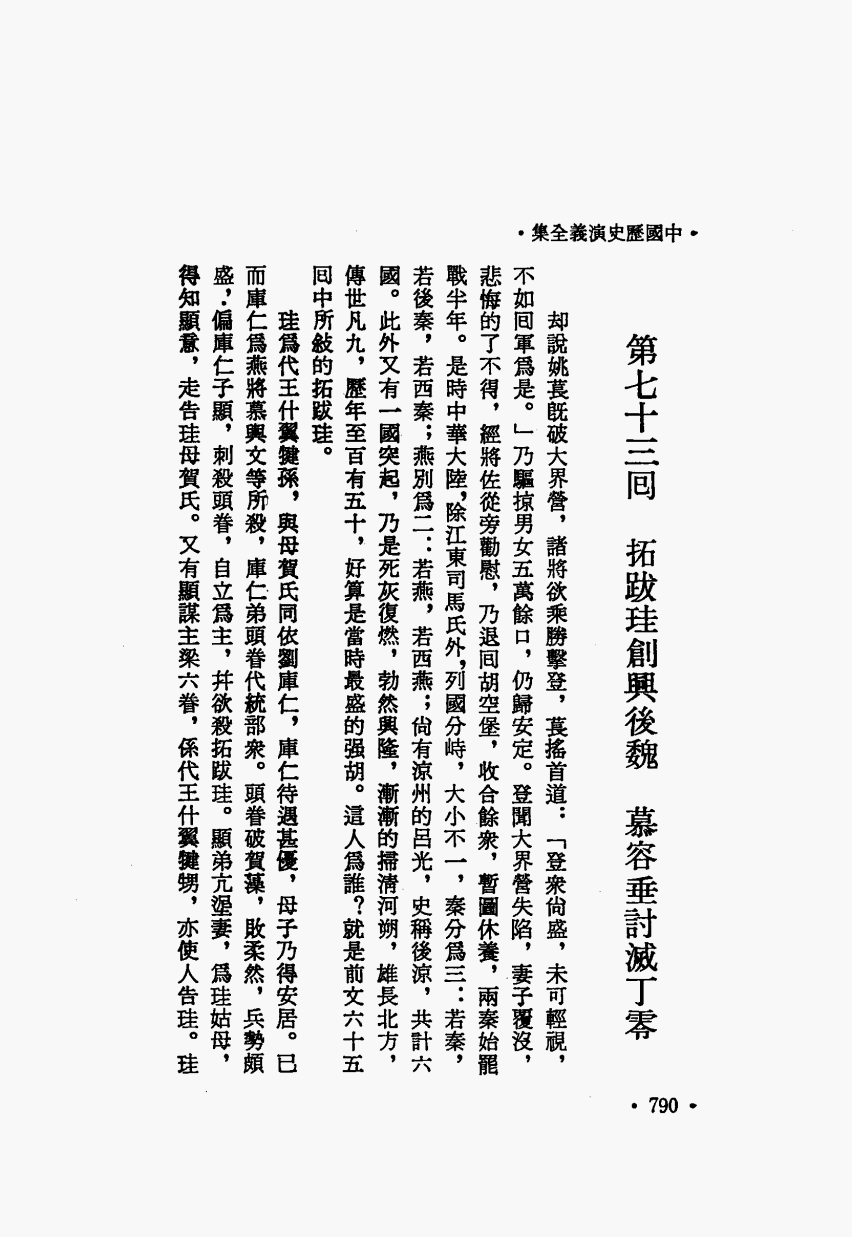 •中國歷史演義全集•
第七十三囘　拓跋珪創興後魏　慕容垂討滅丁零
却說姚萇既破大界營，諸將欲乘勝擊登，萇搖首道：「登衆尙盛，未可輕視，
不如囘軍爲是。」乃驅掠男女五萬餘口，仍歸安定。登聞大界營失陷，妻子覆沒，
悲悔的了不得，經將佐從旁勸慰，乃退囘胡空堡，收合餘衆，暫圖休養，兩秦始罷
戰半年。是時中華大陸，除江東司馬氏外，列國分峙，大小不一，秦分爲三：若秦，
若後秦，若西秦；燕別爲二：若燕，若西燕；尙有涼州的呂光，史稱後涼，共計六
國。此外又有一國突起，乃是死灰復燃，勃然興隆，漸漸的掃清河朔，雄長北方，
傳世凡九，歷年至百有五十，好算是當時最盛的强胡。這人爲誰？就是前文六十五
囘中所敍的拓跋珪。
珪爲代王什翼犍孫，與母賀氏同依劉庫仁，庫仁待遇甚優，母子乃得安居。已
而庫仁爲燕將慕輿文等所殺，庫仁弟頭眷代統部衆。頭眷破賀蘂，敗柔然，兵勢頗
盛，偏庫仁子顯，刺殺頭眷，自立爲主，幷欲殺拓跋珪。顯弟亢埿妻，爲珪姑母，
得知顯意，走告珪母賀氏。又有顯謀主梁六眷，係代王什翼犍甥，亦使人告珪。珪
•790•